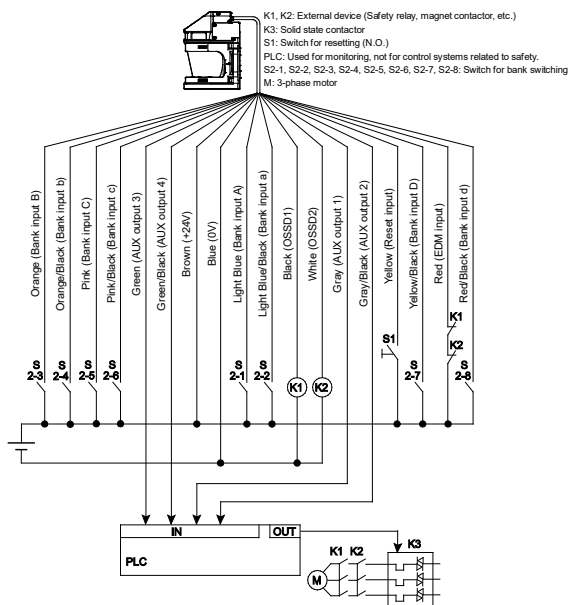 K1, K2: External device (Safety relay, magnet contactor, etc.)
K3: Solid state contactor
S1: Switch for resetting (N.O.)
PLC: Used for monitoring, not for control systems related to safety.
S2-1, S2-2, S2-3, S2-4, S2-5, S2-6, S2-7, S2-8: Switch for bank switching
M: 3-phase motor
Orange (Bank input B)
Orange/Black (Bank input b)
Pink (Bank input C)
Pink/Black (Bank input c)
Green (AUX output 3)
Green/Black (AUX output 4)
Brown (+24V)
Blue (0V)
Light Blue (Bank input A)
Light Blue/Black (Bank input a)
Black (OSSD1)
White (OSSD2)
Gray (AUX output 1)
Gray/Black (AUX output 2)
Yellow (Reset input)
Yellow/Black (Bank input D)
Red (EDM input)
Red/Black (Bank input d)
S
2-3
S
2-4
S
2-5
S
2-6
S
2-1
S
2-2
K1
K2
S1
S
2-7
K1
K2
S
2-8
IN
OUT
PLC
K1
K2
K3
M